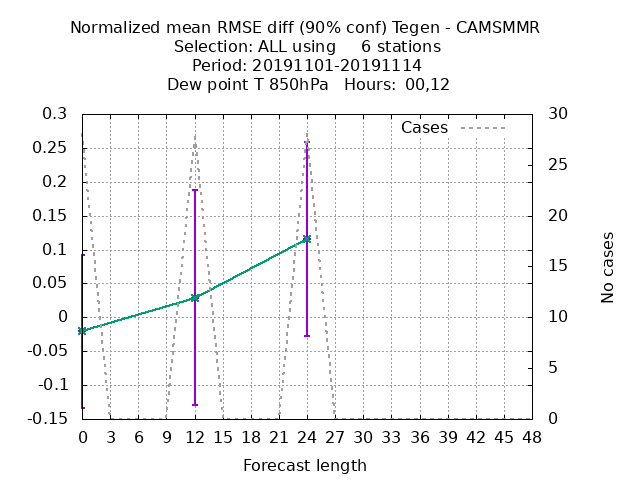 Normalized mean RMSE diff (90% conf) Tegen - CAMSMMR
Selection: ALL using     6 stations
Period: 20191101-20191114
Dew point T 850hPa   Hours:  00,12
0.3
0.25
0.2
0.15
0.1
0.05
0
-0.05
-0.1
-0.15
Cases
30
25
20
15
10
5
0
No cases
0 3 6 9 12 15 18 21 24 27 30 33 36 39 42 45 48
Forecast length